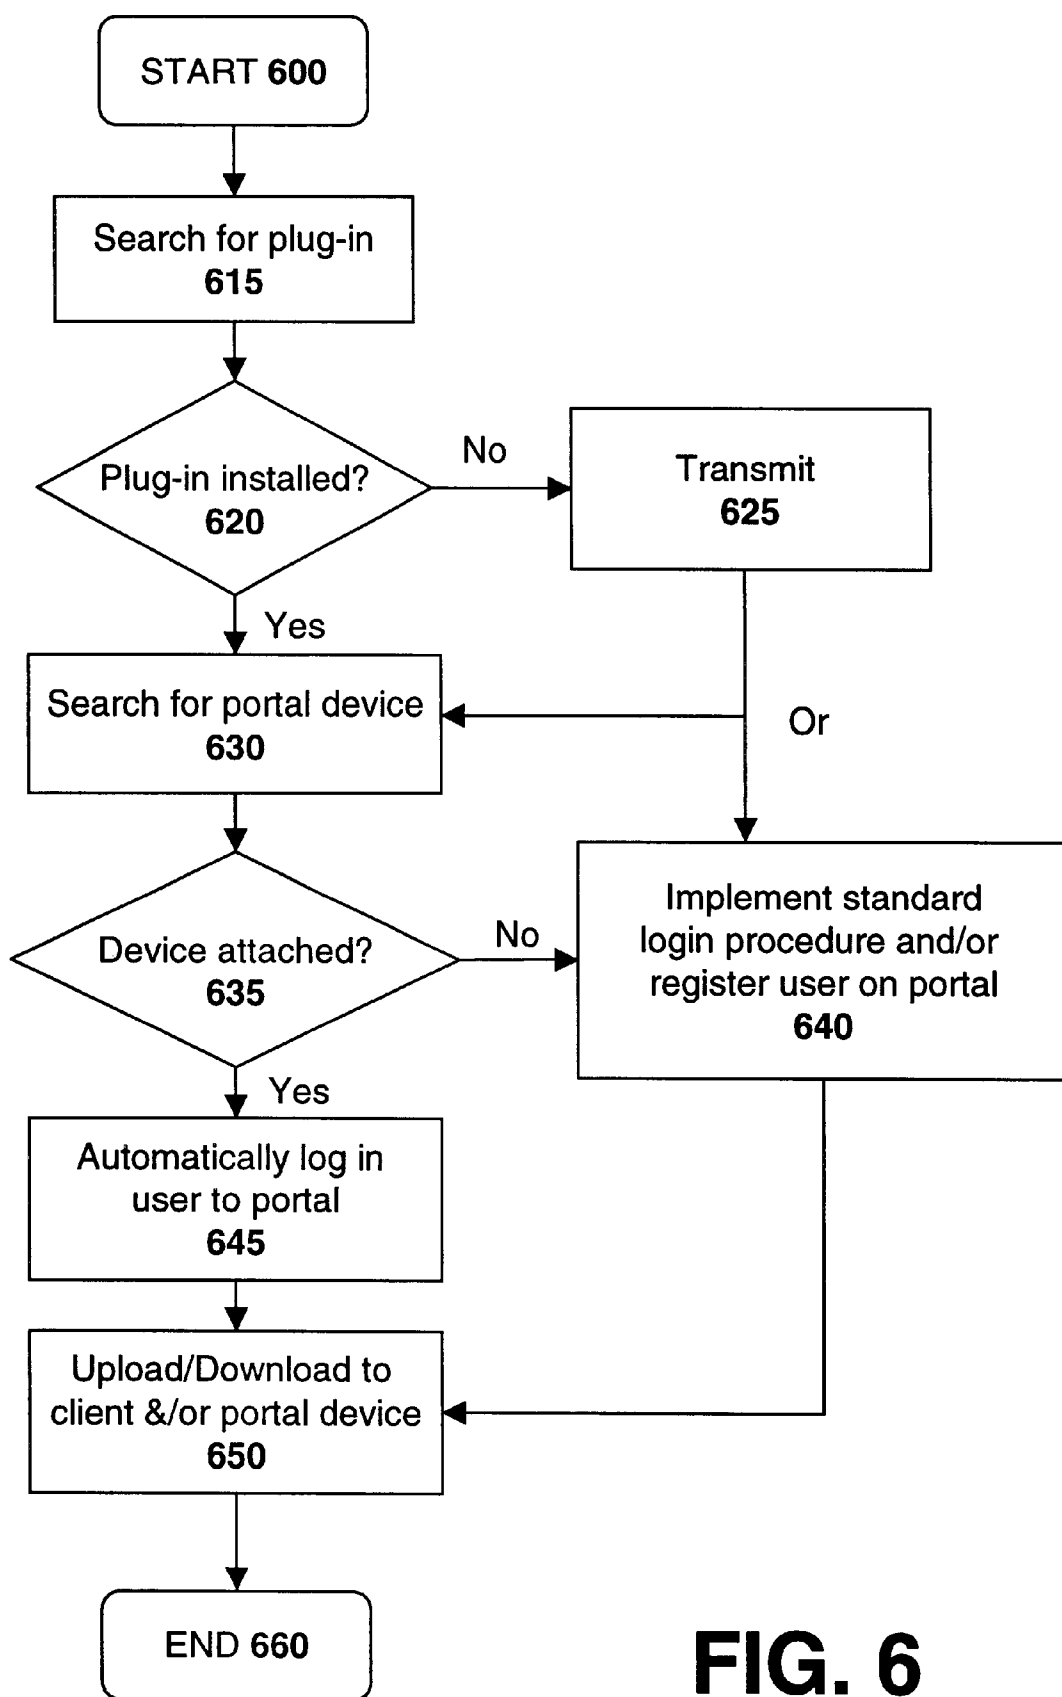 START 600
Search for plug-in
615
Plug-in installed?
620
No
Transmit
625
Yes
Search for portal device
630
Or
Device attached?
635
No
Implement standard
login procedure and/or
register user on portal
640
Yes
Automatically log in
user to portal
645
Upload/Download to
client &/or portal device
650
END 660
FIG. 6